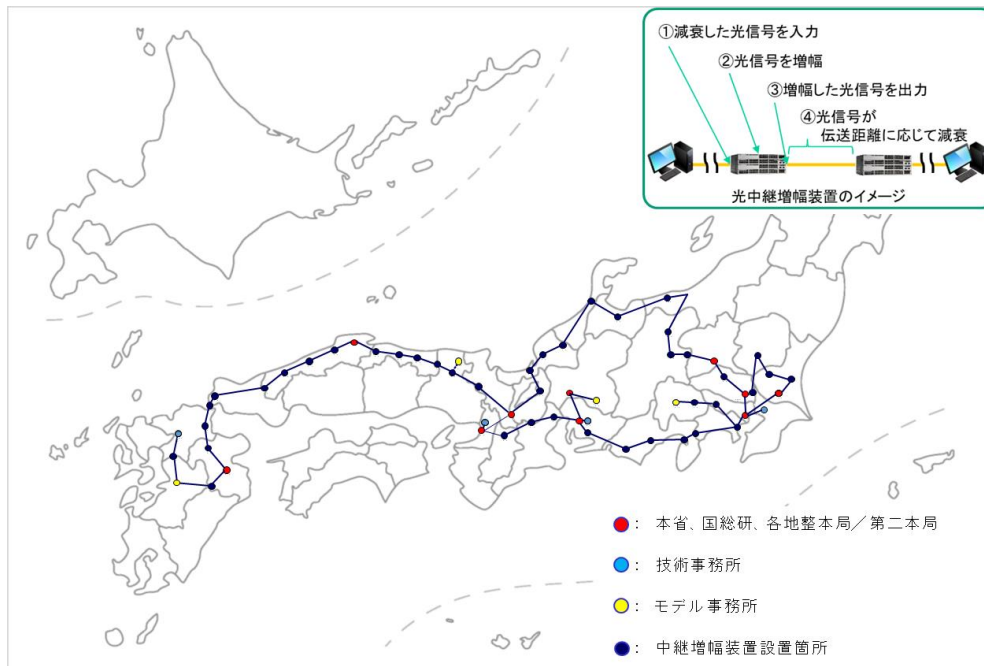 ①減衰した光信号を入力
②光信号を増幅
③増幅した光信号を出力
④光信号が
伝送距離に応じて減衰
光中継増幅装置のイメージ
：本省、国総研、各地整本局／第二本局
：技術事務所
：モデル事務所
：中継増幅装置設置箇所